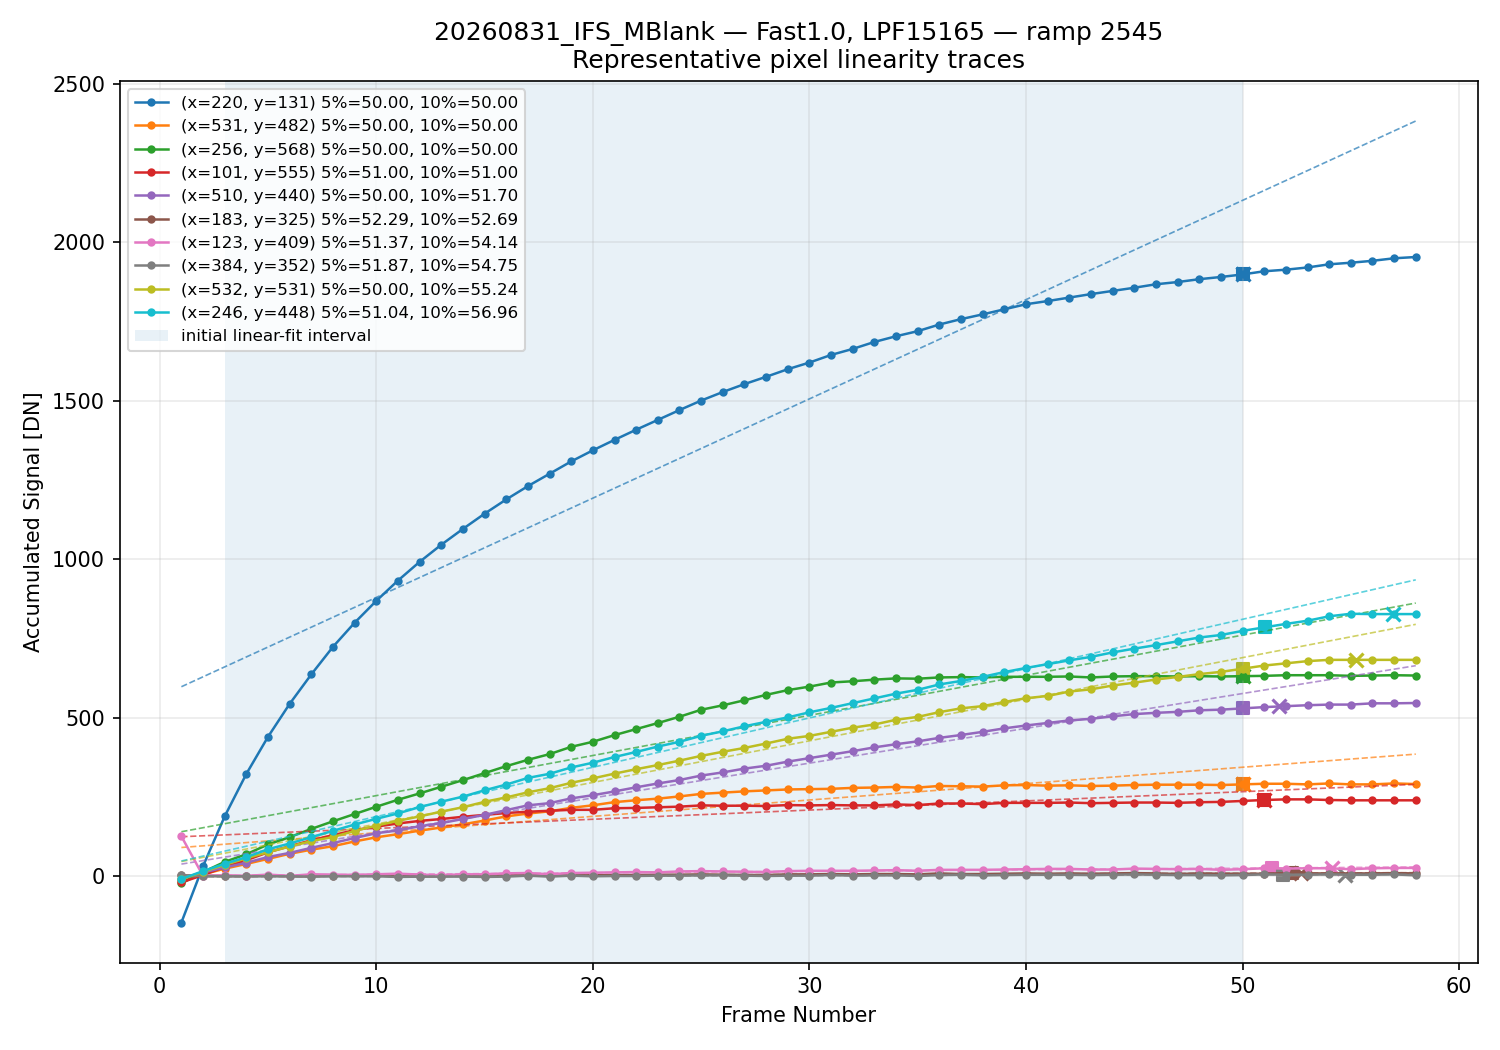 20260831_IFS_MBlank — Fast1.0, LPF15165 — ramp 2545
Representative pixel linearity traces
2500
2000
1500
1000
500
0
Accumulated Signal [DN]
(x=220, y=131) 5%=50.00, 10%=50.00
(x=531, y=482) 5%=50.00, 10%=50.00
(x=256, y=568) 5%=50.00, 10%=50.00
(x=101, y=555) 5%=51.00, 10%=51.00
(x=510, y=440) 5%=50.00, 10%=51.70
(x=183, y=325) 5%=52.29, 10%=52.69
(x=123, y=409) 5%=51.37, 10%=54.14
(x=384, y=352) 5%=51.87, 10%=54.75
(x=532, y=531) 5%=50.00, 10%=55.24
(x=246, y=448) 5%=51.04, 10%=56.96
initial linear-fit interval
0 10 20 30 40 50 60
Frame Number